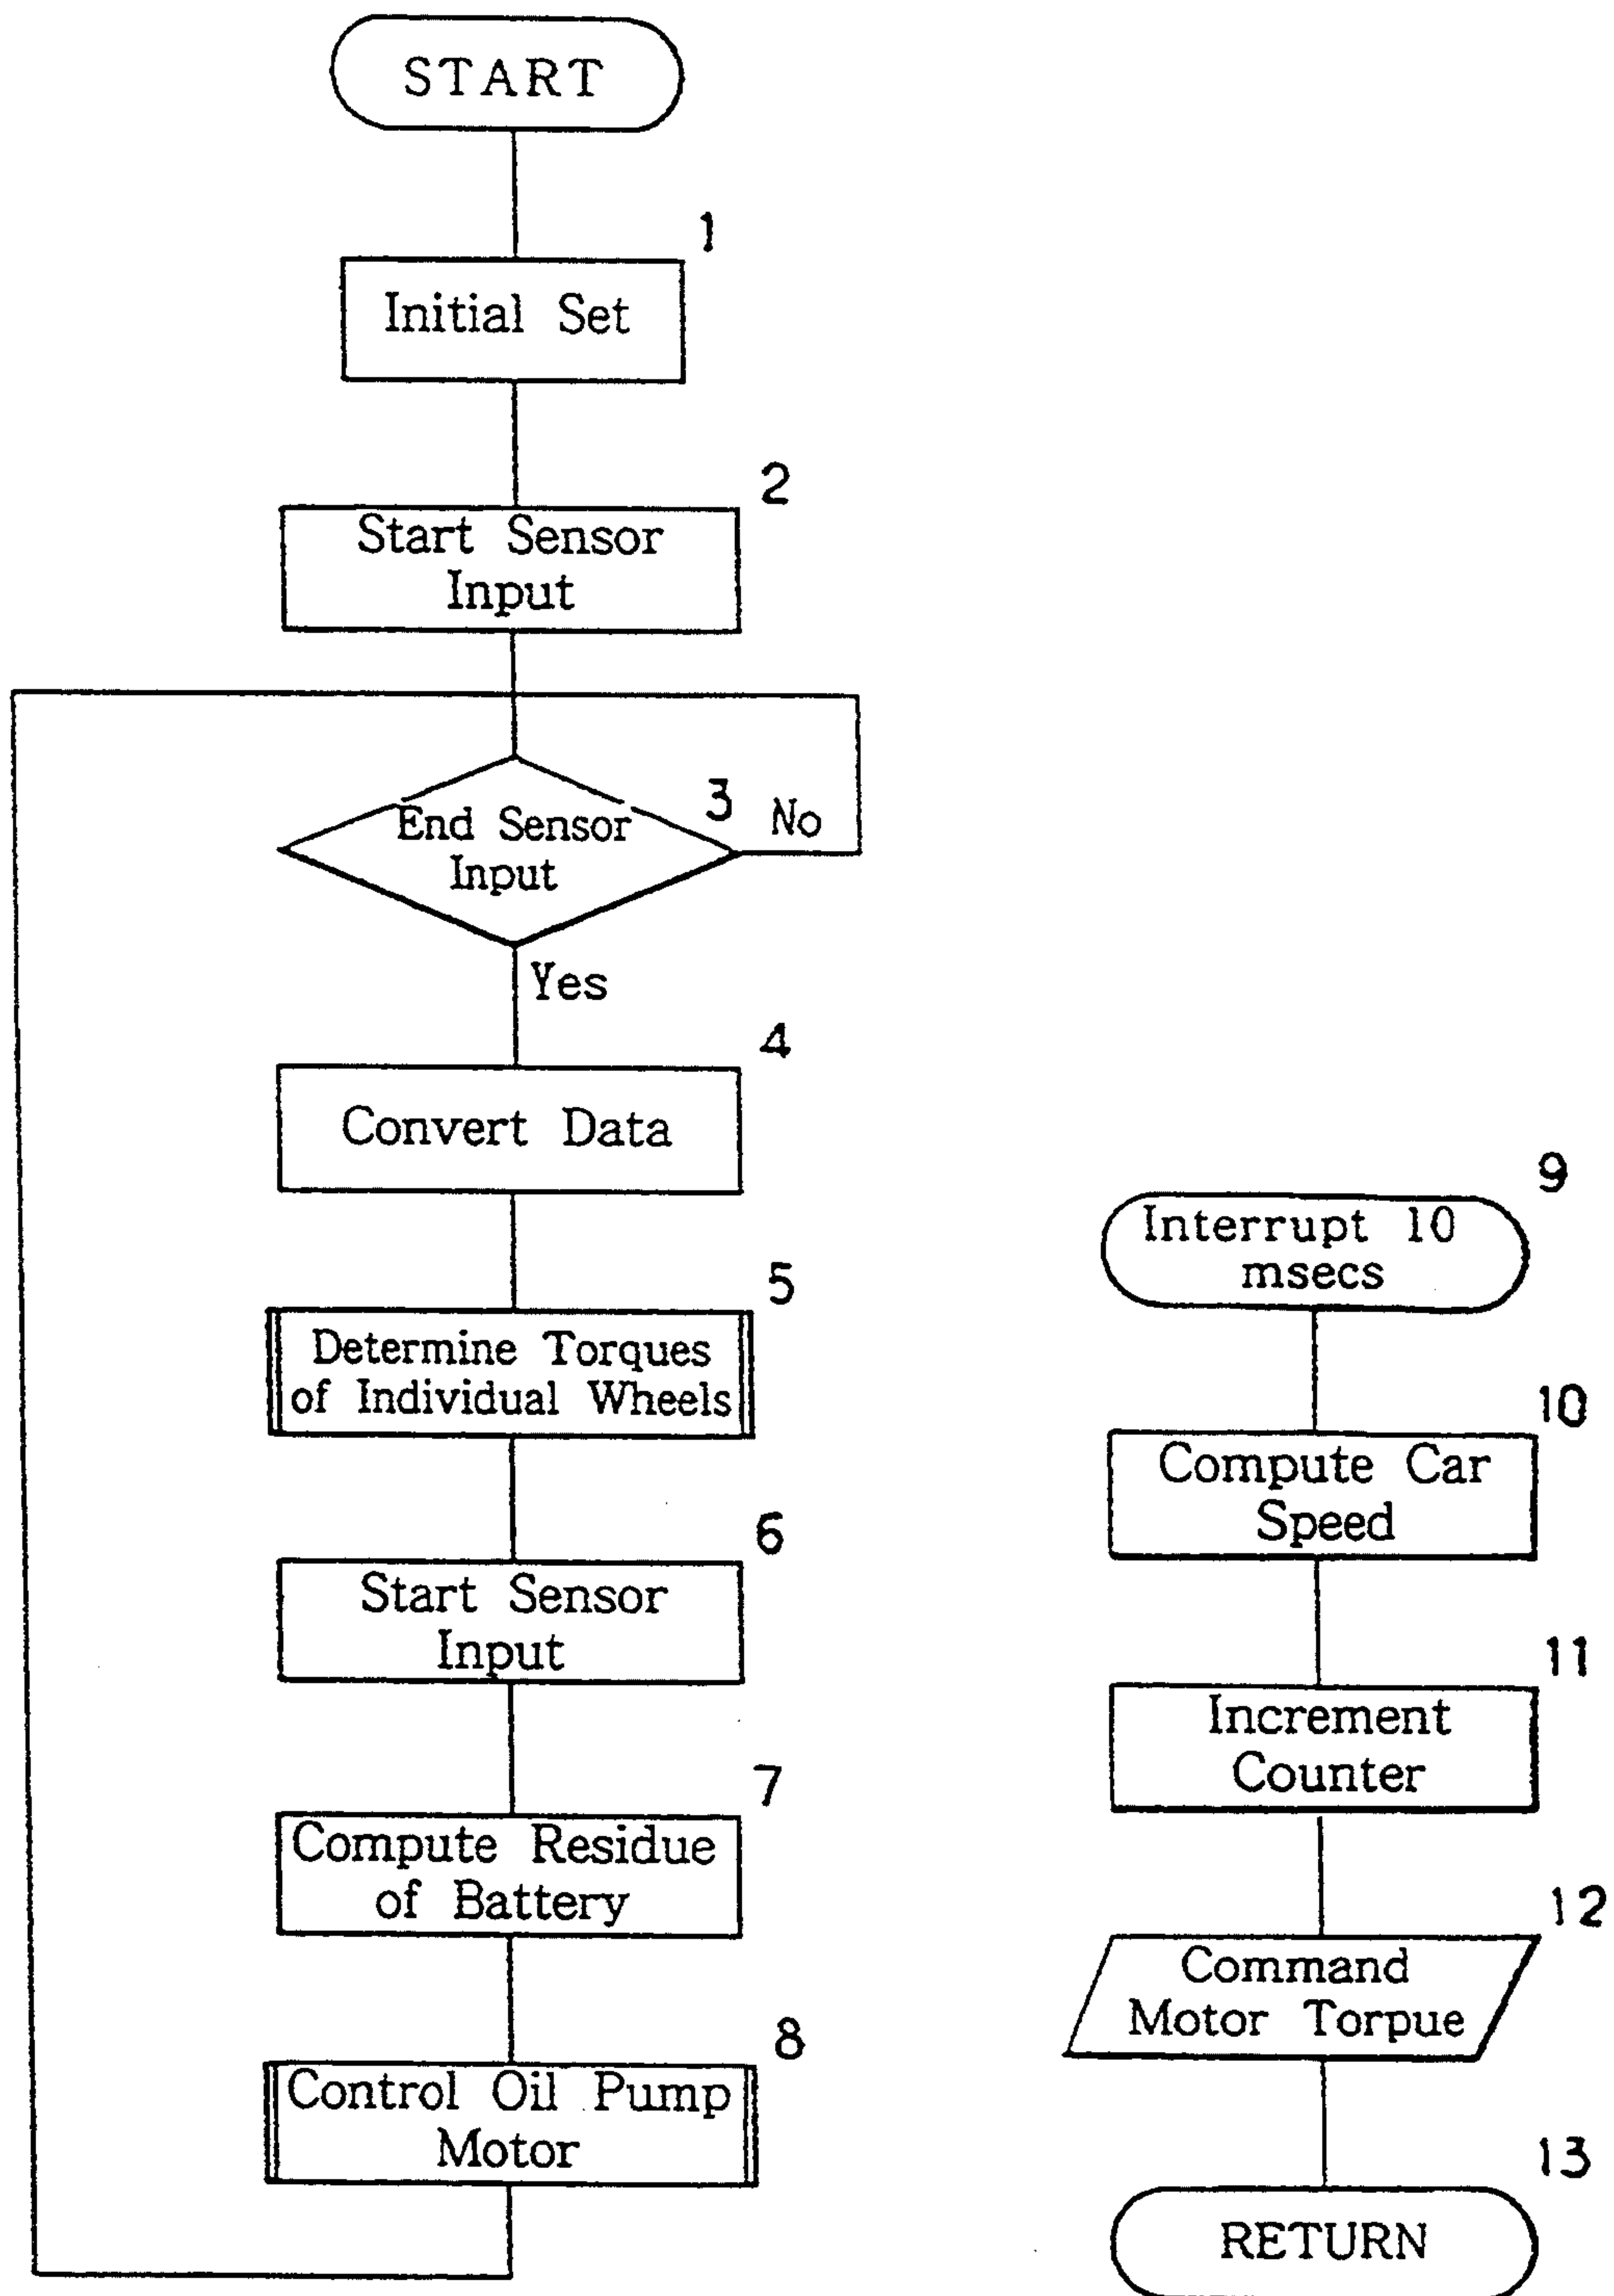 START
1
Initial Set
2
Start Sensor
Input
3
End Sensor
Input
No
Yes
4
Convert Data
5
Determine Torques
of Individual Wheels
6
Start Sensor
Input
7
Compute Residue
of Battery
8
Control Oil Pump
Motor
9
Interrupt 10
msecs
10
Compute Car
Speed
11
Increment
Counter
12
Command
Motor Torpue
13
RETURN